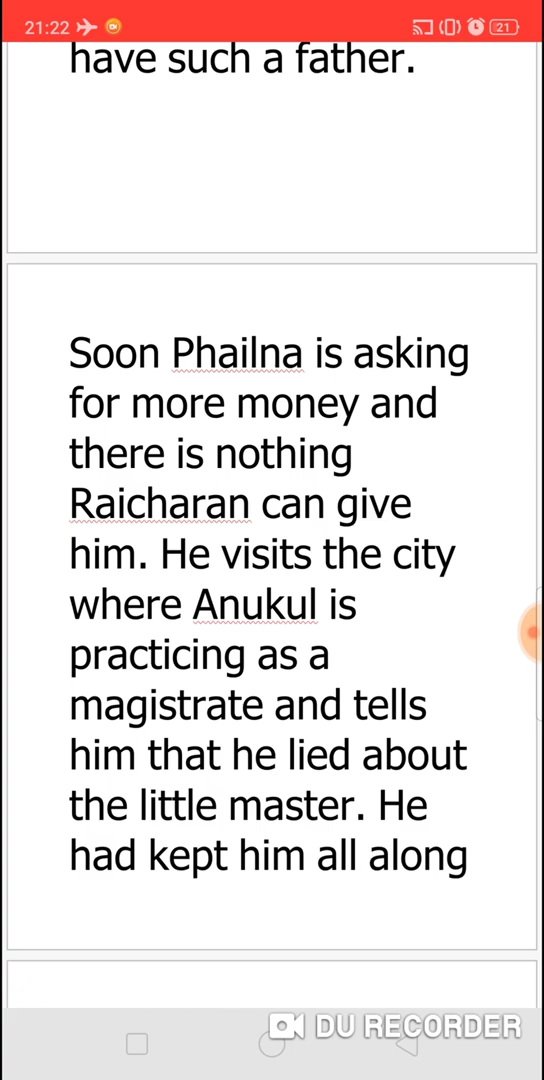 21:22
21
have such a father.
Soon Phailna is asking
for more money and
there is nothing
Raicharan can give
him. He visits the city
where Anukul is
practicing as a
magistrate and tells
him that he lied about
the little master. He
had kept him all along
DU RECORDER